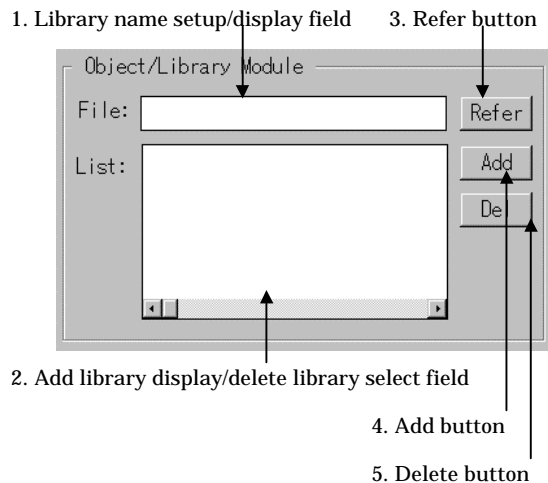 1. Library name setup/display field 3. Refer button
Object/Library Module
File: Refer
List: Add
Del
2. Add library display/delete library select field
4. Add button
5. Delete button